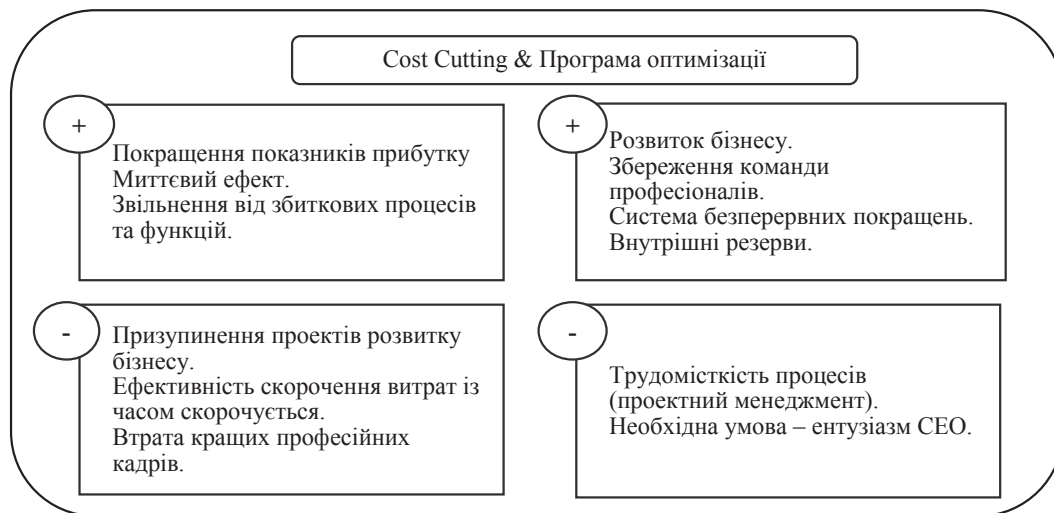 Cost Cutting & Програма оптимізації
+
Покращення показників прибутку
Миттєвий ефект.
Звільнення від збиткових процесів
та функцій.
+
Розвиток бізнесу.
Збереження команди
професіоналів.
Система безперервних покращень.
Внутрішні резерви.
-
Призупинення проектів розвитку
бізнесу.
Ефективність скорочення витрат із
часом скорочується.
Втрата кращих професійних
кадрів.
-
Трудомісткість процесів
(проектний менеджмент).
Необхідна умова – ентузіазм СЕО.